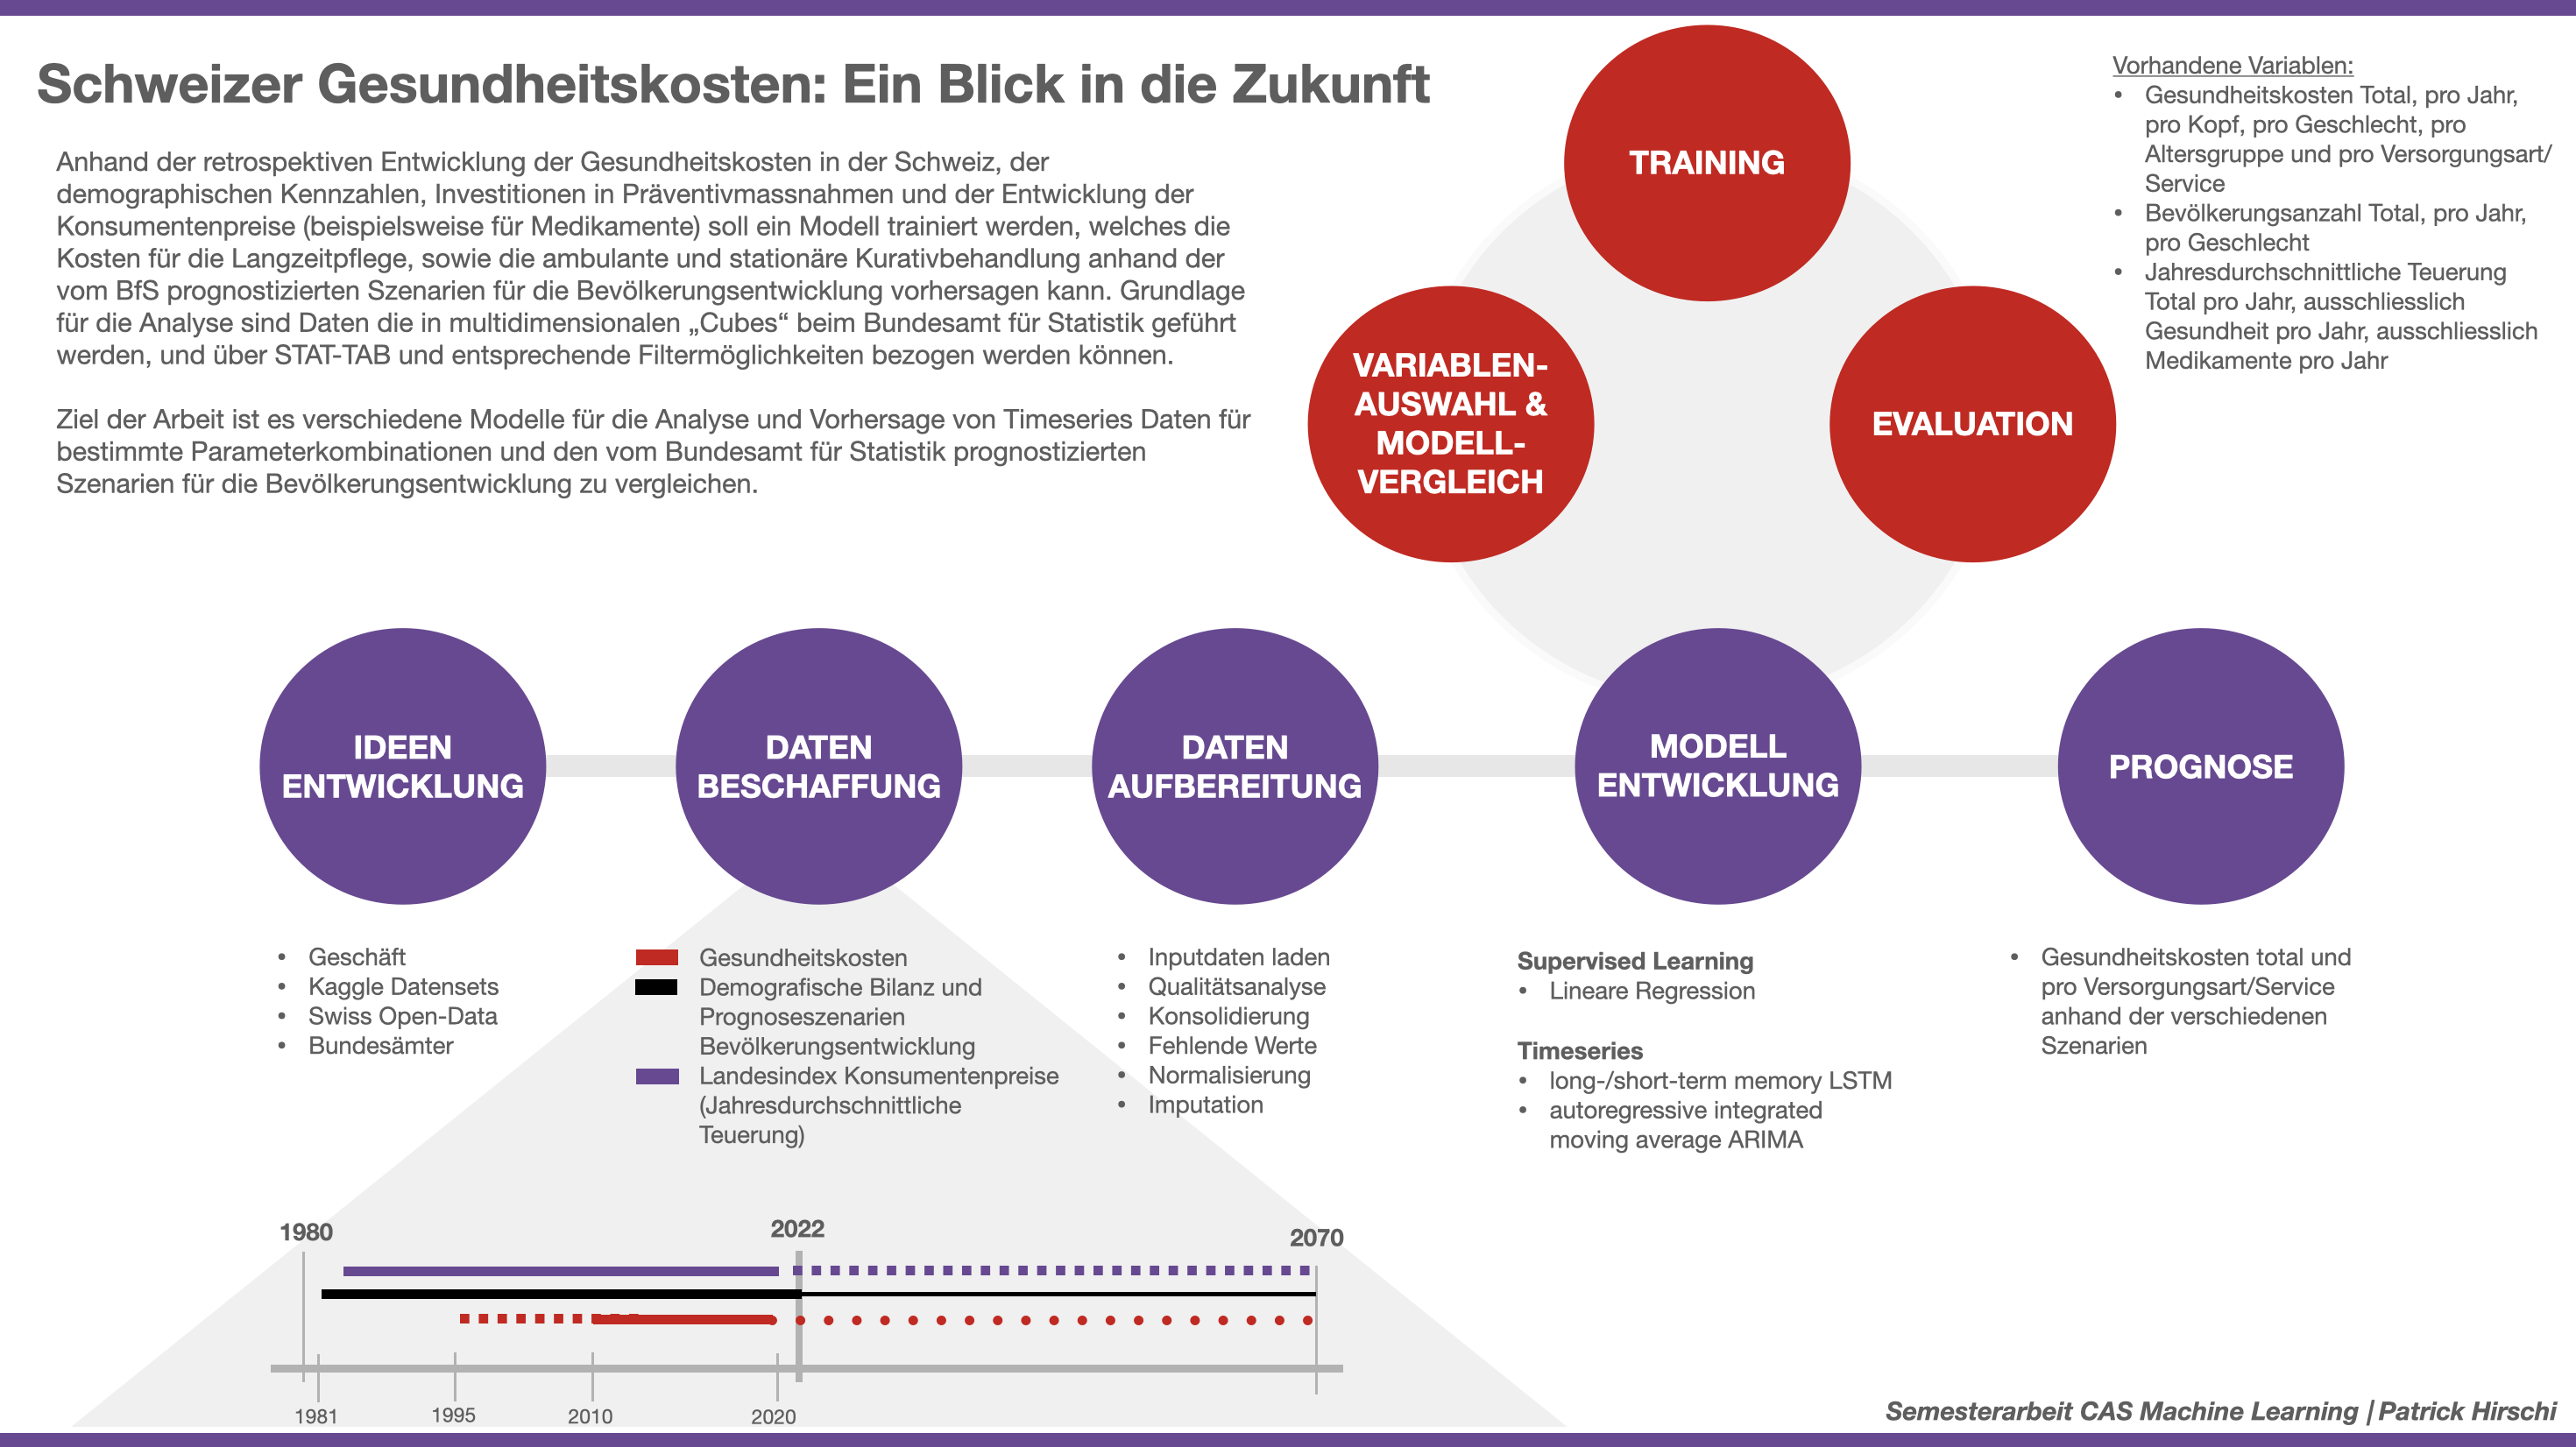 Schweizer Gesundheitskosten: Ein Blick in die Zukunft
Anhand der retrospektiven Entwicklung der Gesundheitskosten in der Schweiz, der
demographischen Kennzahlen, Investitionen in Präventivmassnahmen und der Entwicklung der
Konsumentenpreise (beispielsweise für Medikamente) soll ein Modell trainiert werden, welches die
Kosten für die Langzeitpflege, sowie die ambulante und stationäre Kurativbehandlung anhand der
vom BfS prognostizierten Szenarien für die Bevölkerungsentwicklung vorhersagen kann. Grundlage
für die Analyse sind Daten die in multidimensionalen „Cubes“ beim Bundesamt für Statistik geführt
werden, und über STAT-TAB und entsprechende Filtermöglichkeiten bezogen werden können.
Ziel der Arbeit ist es verschiedene Modelle für die Analyse und Vorhersage von Timeseries Daten für
bestimmte Parameterkombinationen und den vom Bundesamt für Statistik prognostizierten
Szenarien für die Bevölkerungsentwicklung zu vergleichen.
TRAINING
VARIABLEN-
AUSWAHL &
MODELL-
VERGLEICH
EVALUATION
Vorhandene Variablen:
• Gesundheitskosten Total, pro Jahr,
pro Kopf, pro Geschlecht, pro
Altersgruppe und pro Versorgungsart/
Service
• Bevölkerungsanzahl Total, pro Jahr,
pro Geschlecht
• Jahresdurchschnittliche Teuerung
Total pro Jahr, ausschliesslich
Gesundheit pro Jahr, ausschliesslich
Medikamente pro Jahr
IDEEN
ENTWICKLUNG
DATEN
BESCHAFFUNG
DATEN
AUFBEREITUNG
MODELL
ENTWICKLUNG
PROGNOSE
• Geschäft
• Kaggle Datensets
• Swiss Open-Data
• Bundesämter
Gesundheitskosten
Demografische Bilanz und
Prognoseszenarien
Bevölkerungsentwicklung
Landesindex Konsumentenpreise
(Jahresdurchschnittliche
Teuerung)
• Inputdaten laden
• Qualitätsanalyse
• Konsolidierung
• Fehlende Werte
• Normalisierung
• Imputation
Supervised Learning
• Lineare Regression
Timeseries
• long-/short-term memory LSTM
• autoregressive integrated
moving average ARIMA
• Gesundheitskosten total und
pro Versorgungsart/Service
anhand der verschiedenen
Szenarien
1980
2022
2070
1981
1995
2010
2020
Semesterarbeit CAS Machine Learning | Patrick Hirschi